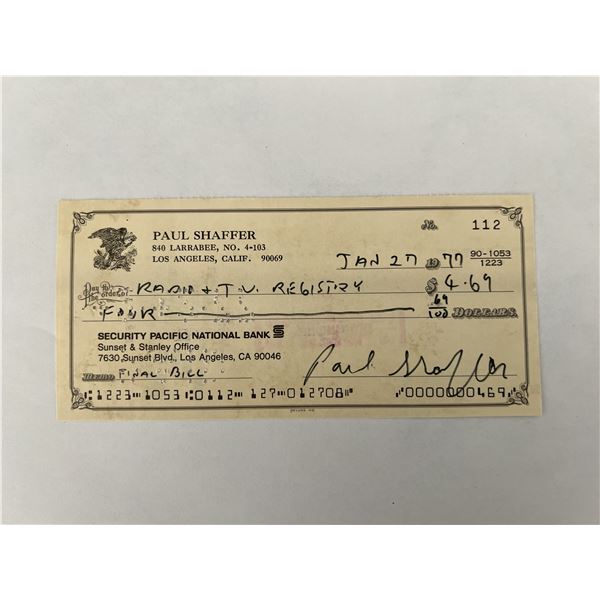 PAUL SHAFFER
840 LARRABEE, NO. 4-103
LOS ANGELES, CALIF. 90069
No. 112
JAN 27 1977
90-1053
1223
Pay to the order of RADIO & T.V. REGISTRY $ 4.69
FOUR 69/100 DOLLARS
SECURITY PACIFIC NATIONAL BANK
Sunset & Stanley Office
7630 Sunset Blvd., Los Angeles, CA 90046
Memo FINAL BILL
Paul Shaffer
1223 1053 0112 127 012708 0000000469